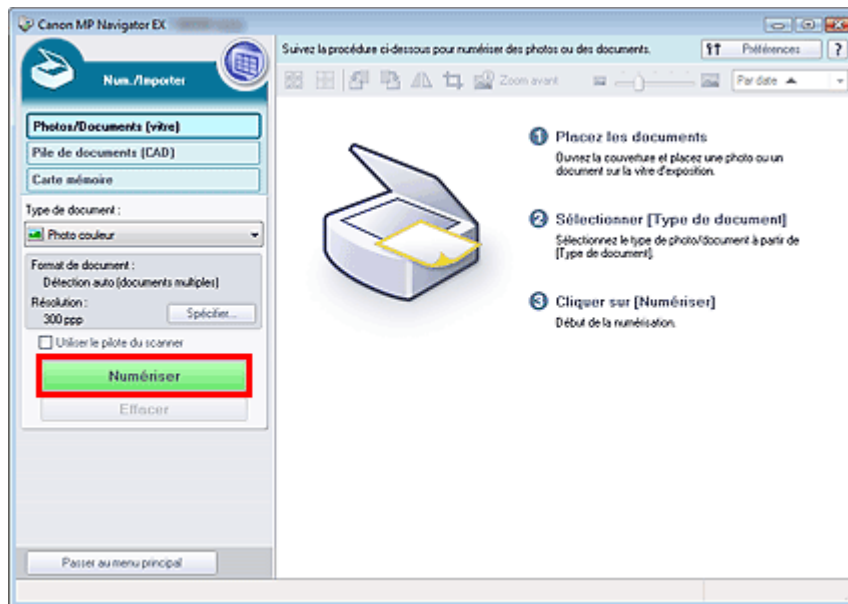 Canon MP Navigator EX
Num./Importer
Photos/Documents (vitre)
Pile de documents (CAD)
Carte mémoire
Type de document :
Photo couleur
Format de document :
Détection auto (documents multiples)
Résolution :
300 ppp
Spécifier...
Utiliser le pilote du scanner
Numériser
Effacer
Passer au menu principal
Suivez la procédure ci-dessous pour numériser des photos ou des documents.
Préférences
?
Zoom avant
Par date
1 Placez les documents
Ouvrez la couverture et placez une photo ou un
document sur la vitre d'exposition.
2 Sélectionner [Type de document]
Sélectionnez le type de photo/document à partir de
[Type de document].
3 Cliquer sur [Numériser]
Début de la numérisation.